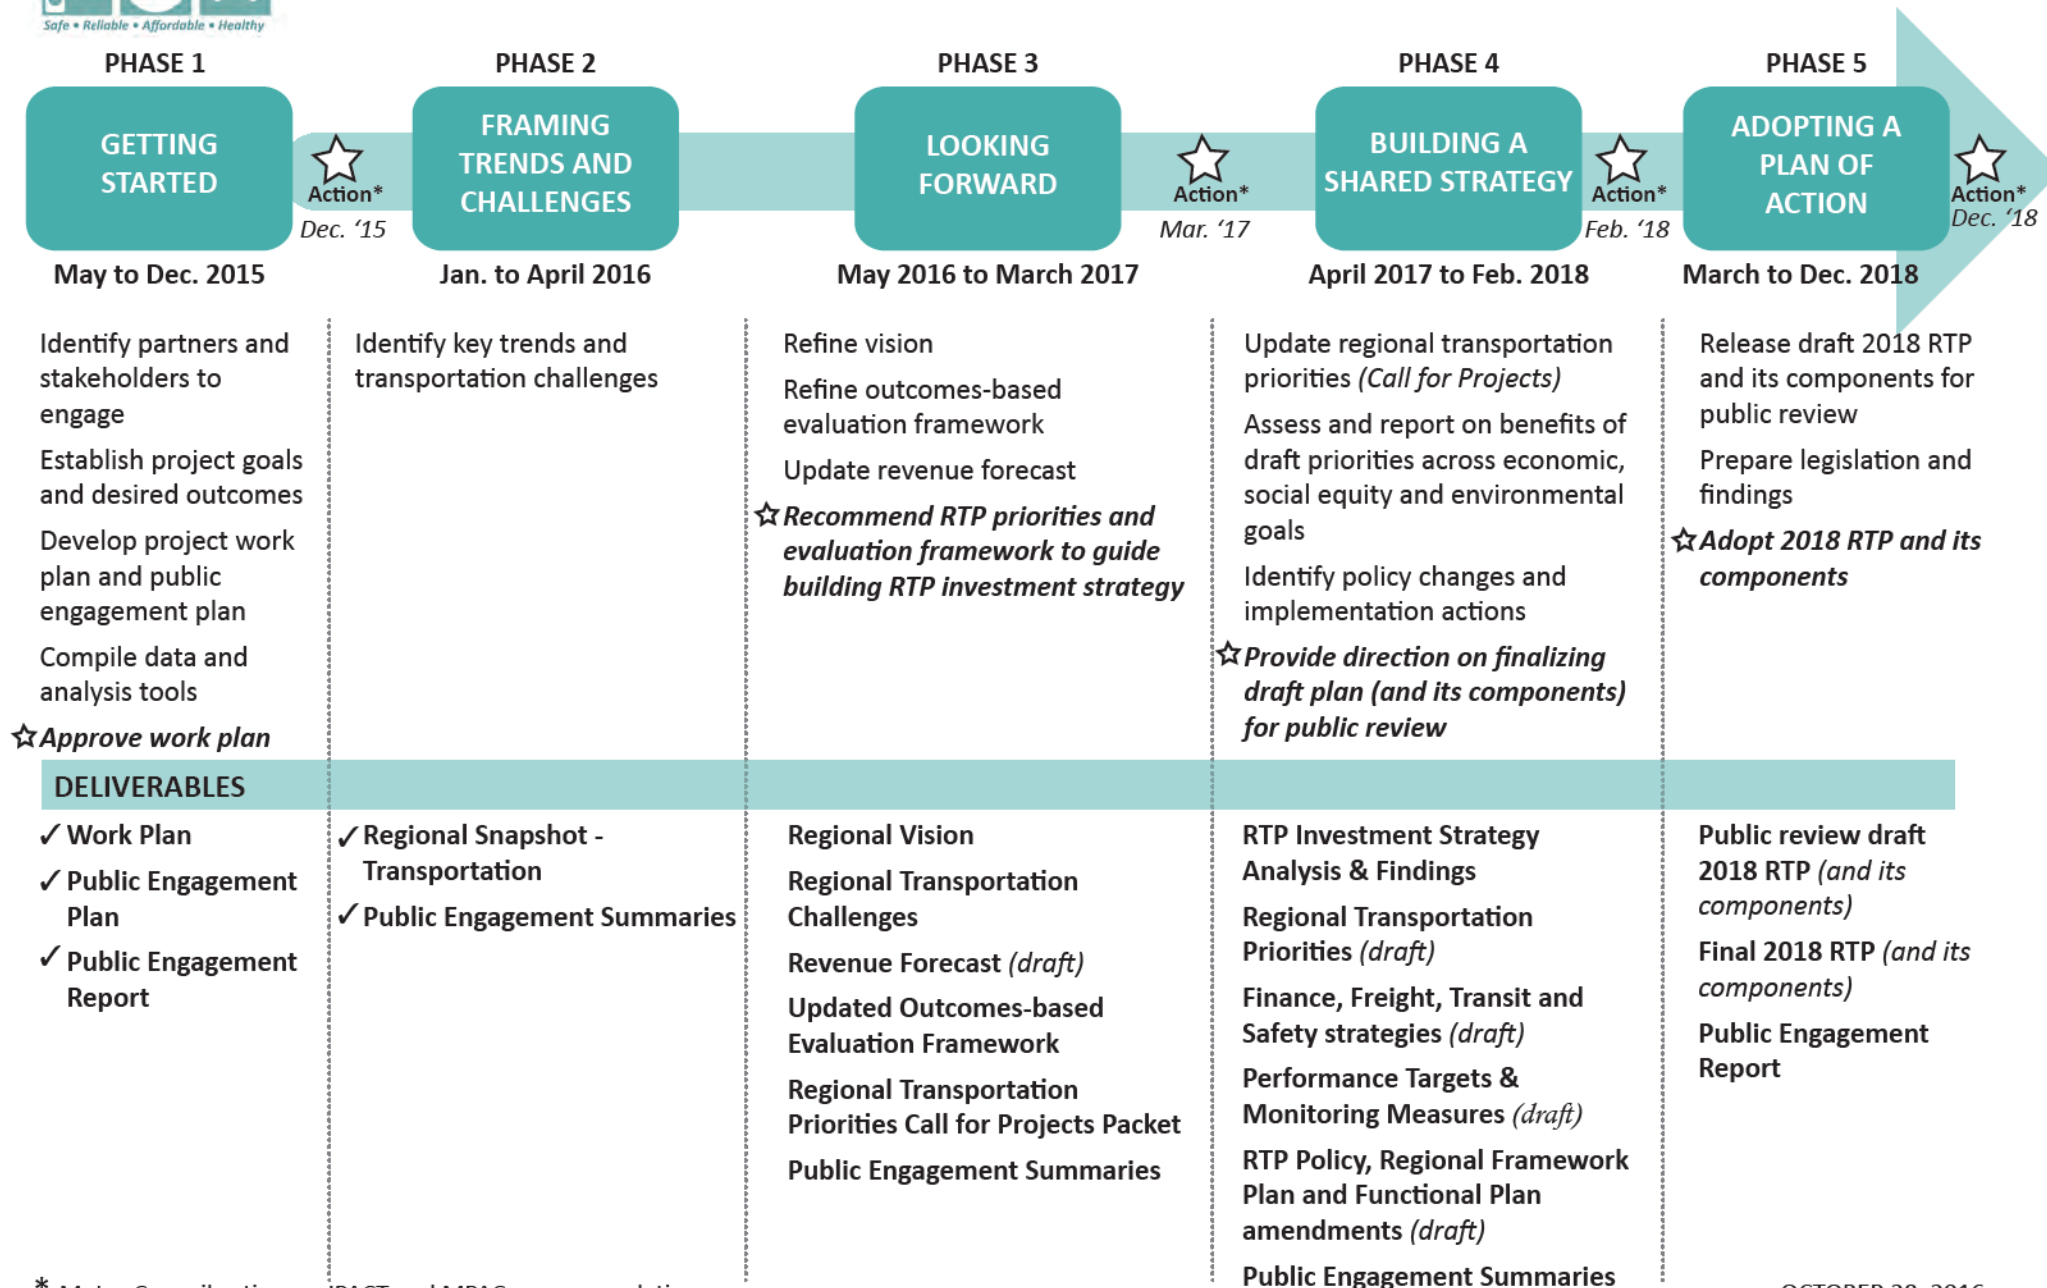 Safe • Reliable • Affordable • Healthy
PHASE 1
GETTING
STARTED
May to Dec. 2015
Action*
Dec. ‘15
PHASE 2
FRAMING
TRENDS AND
CHALLENGES
Jan. to April 2016
PHASE 3
LOOKING
FORWARD
May 2016 to March 2017
Action*
Mar. ‘17
PHASE 4
BUILDING A
SHARED STRATEGY
April 2017 to Feb. 2018
Action*
Feb. ‘18
PHASE 5
ADOPTING A
PLAN OF
ACTION
March to Dec. 2018
Action*
Dec. ‘18
Identify partners and
stakeholders to
engage
Establish project goals
and desired outcomes
Develop project work
plan and public
engagement plan
Compile data and
analysis tools
Approve work plan
Identify key trends and
transportation challenges
Refine vision
Refine outcomes-based
evaluation framework
Update revenue forecast
Recommend RTP priorities and
evaluation framework to guide
building RTP investment strategy
Update regional transportation
priorities (Call for Projects)
Assess and report on benefits of
draft priorities across economic,
social equity and environmental
goals
Identify policy changes and
implementation actions
Provide direction on finalizing
draft plan (and its components)
for public review
Release draft 2018 RTP
and its components for
public review
Prepare legislation and
findings
Adopt 2018 RTP and its
components
DELIVERABLES
✓ Work Plan
✓ Public Engagement
Plan
✓ Public Engagement
Report
✓ Regional Snapshot -
Transportation
✓ Public Engagement Summaries
Regional Vision
Regional Transportation
Challenges
Revenue Forecast (draft)
Updated Outcomes-based
Evaluation Framework
Regional Transportation
Priorities Call for Projects Packet
Public Engagement Summaries
RTP Investment Strategy
Analysis & Findings
Regional Transportation
Priorities (draft)
Finance, Freight, Transit and
Safety strategies (draft)
Performance Targets &
Monitoring Measures (draft)
RTP Policy, Regional Framework
Plan and Functional Plan
amendments (draft)
Public Engagement Summaries
Public review draft
2018 RTP (and its
components)
Final 2018 RTP (and its
components)
Public Engagement
Report